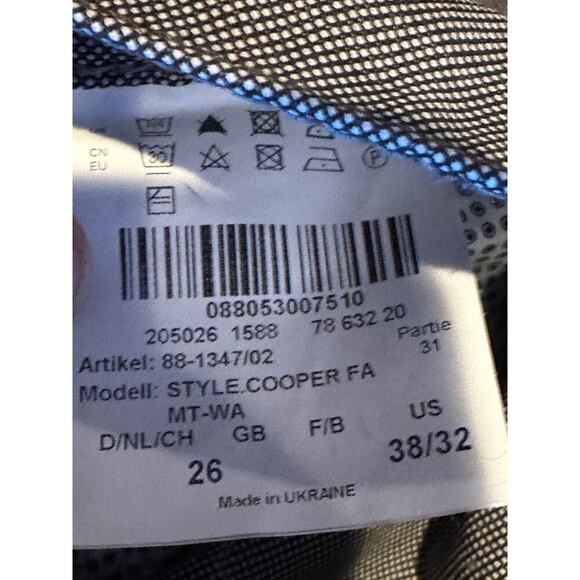 CN
EU
30
088053007510
205026 1588 78 632 20
Artikel: 88-1347/02 Partie
31
Modell: STYLE.COOPER FA
MT-WA
D/NL/CH GB F/B US
26 38/32
Made in UKRAINE